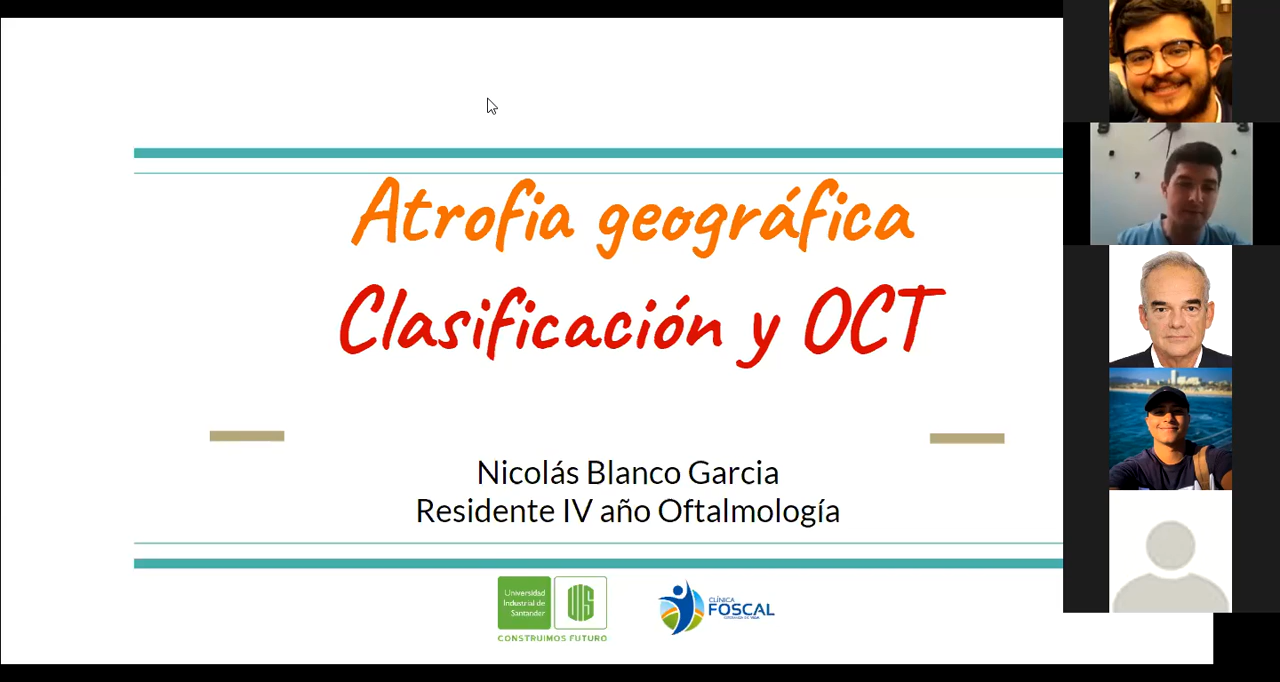 Atrofia geográfica
Clasificación y OCT
Nicolás Blanco Garcia
Residente IV año Oftalmología
Universidad
Industrial de
Santander
UIS
CONSTRUIMOS FUTURO
CLÍNICA
FOSCAL